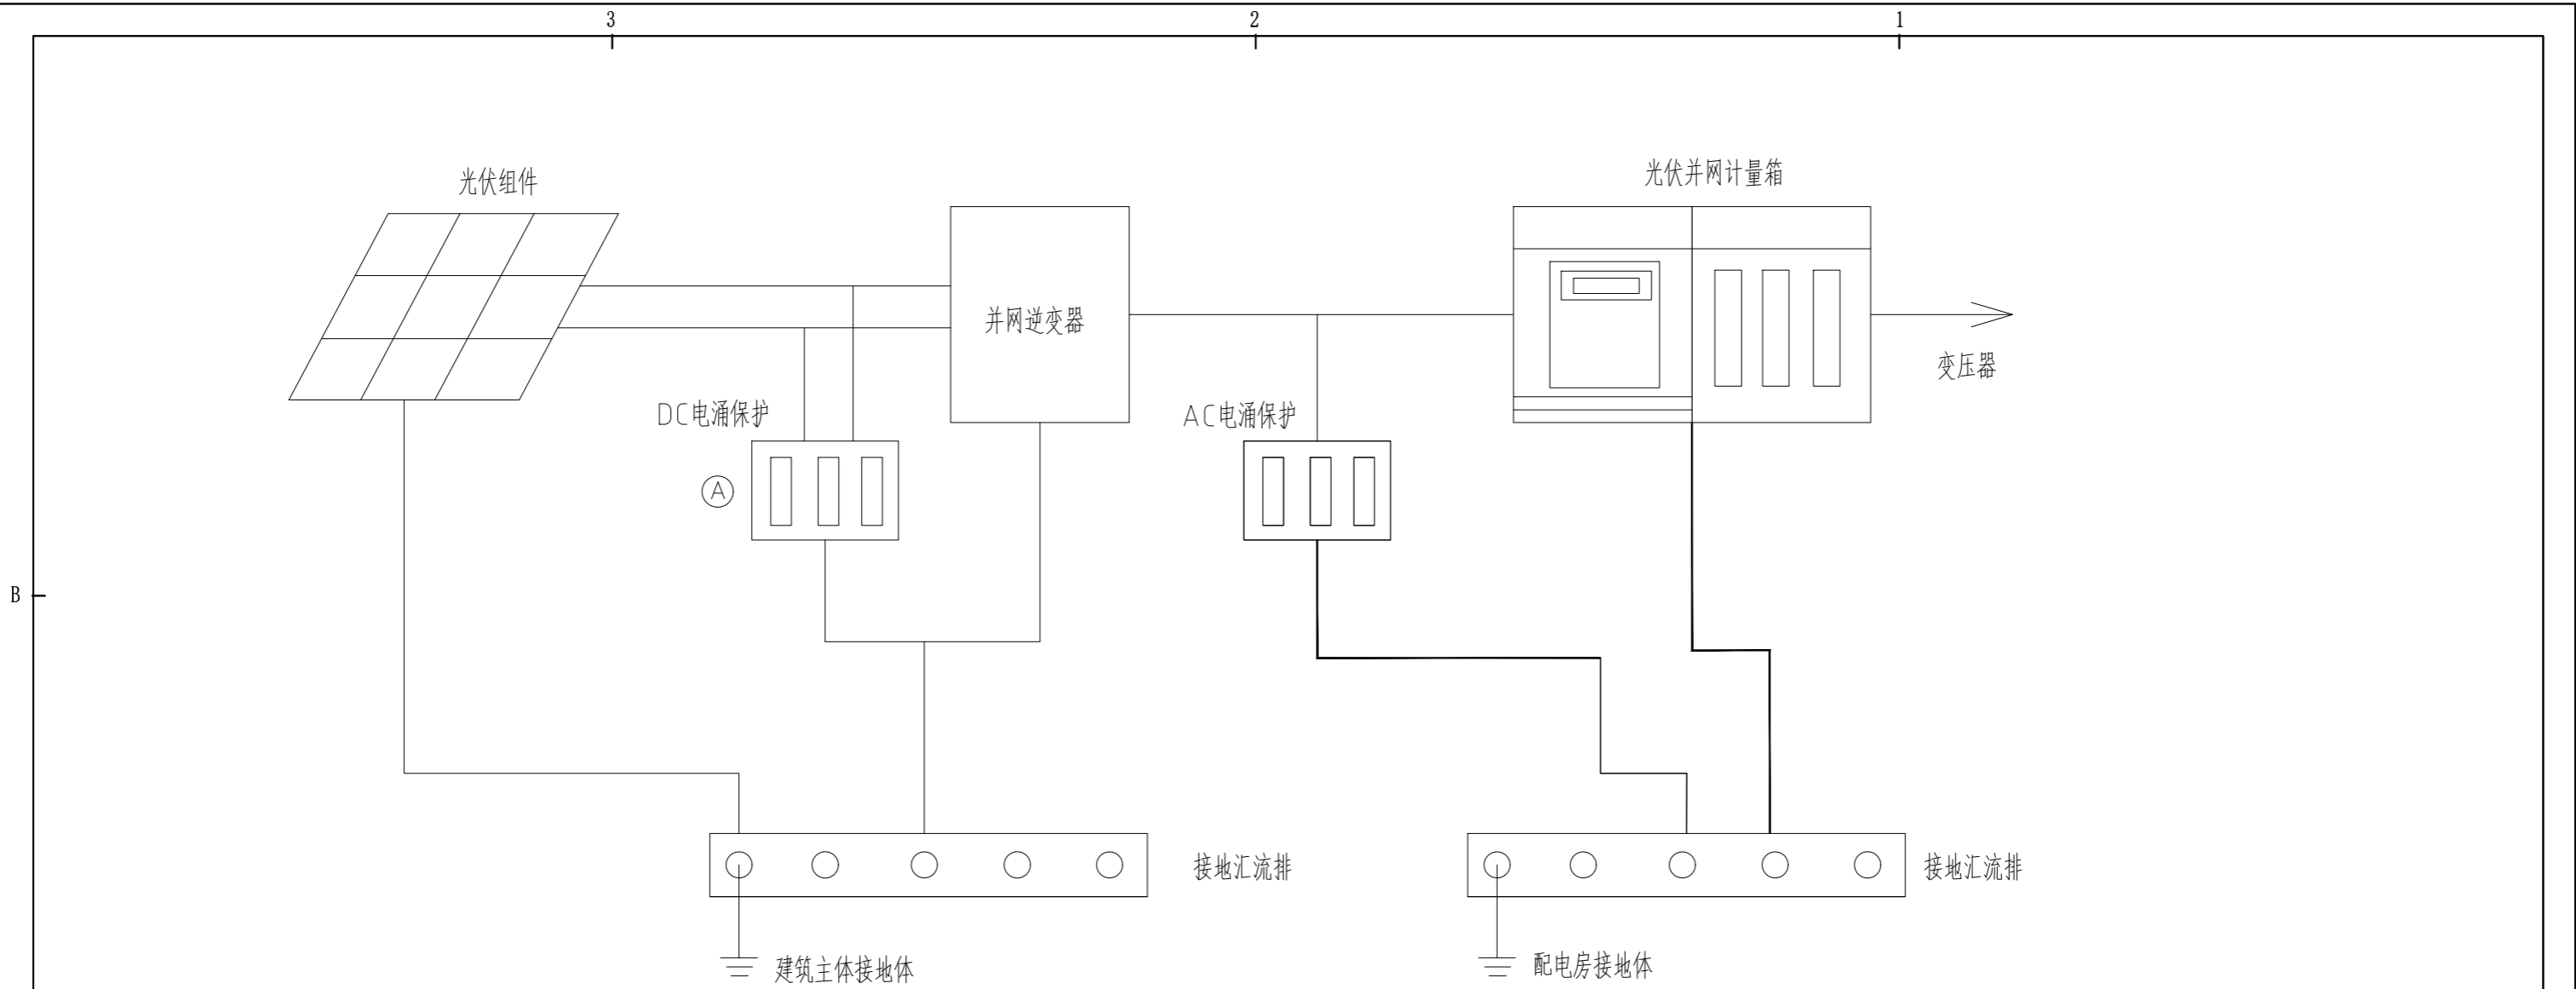 3
2
1
光伏组件
光伏并网计量箱
并网逆变器
变压器
DC电涌保护
AC电涌保护
A
B
接地汇流排
接地汇流排
建筑主体接地体
配电房接地体